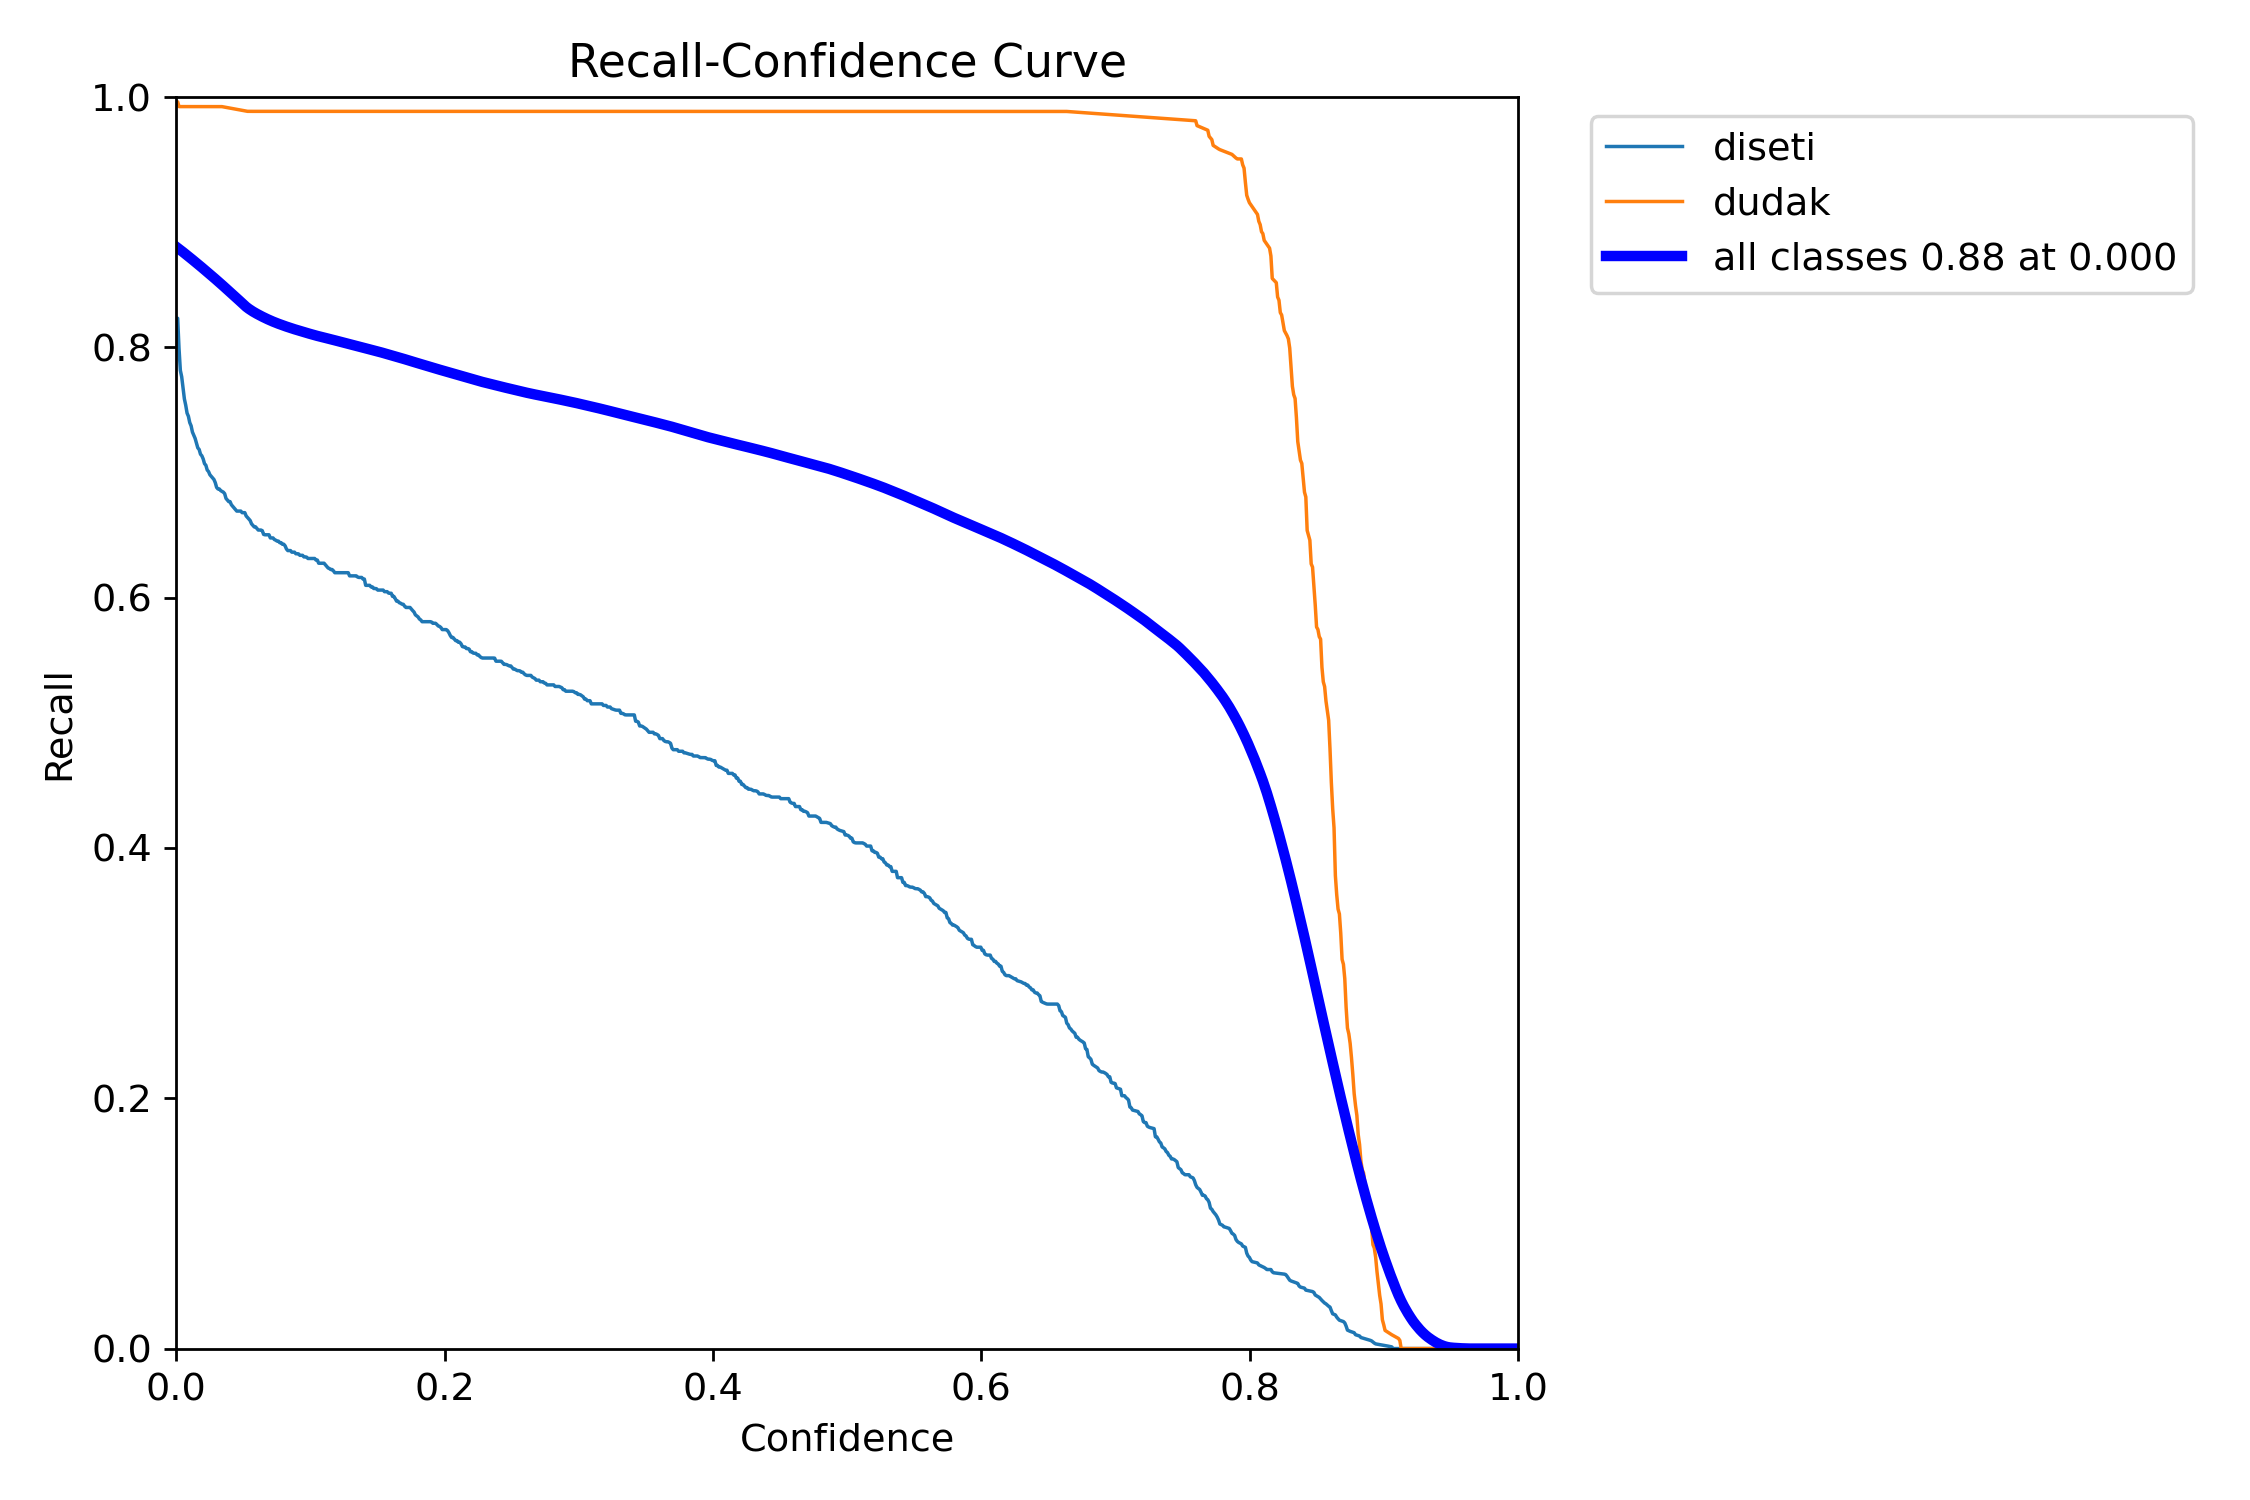 Recall-Confidence Curve
1.0
0.8
0.6
0.4
0.2
0.0
Recall
0.0 0.2 0.4 0.6 0.8 1.0
Confidence
diseti
dudak
all classes 0.88 at 0.000